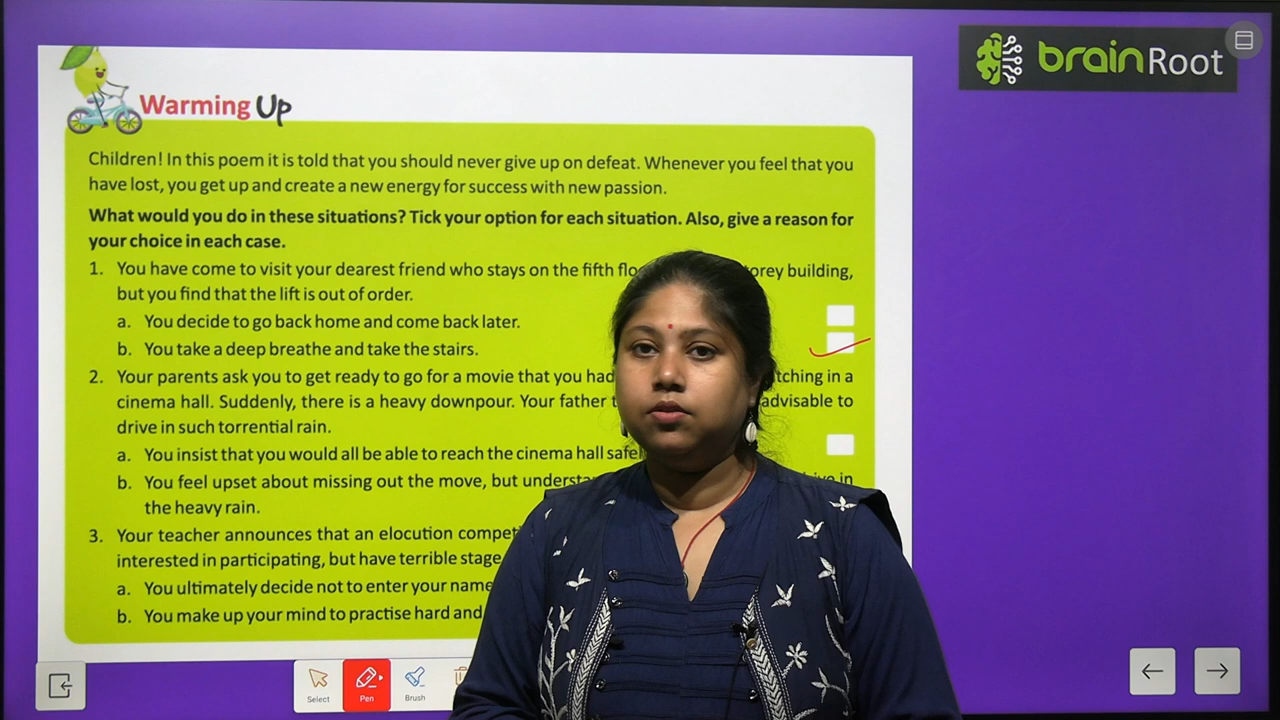 brainRoot
Warming Up
Children! In this poem it is told that you should never give up on defeat. Whenever you feel that you
have lost, you get up and create a new energy for success with new passion.
What would you do in these situations? Tick your option for each situation. Also, give a reason for
your choice in each case.
1. You have come to visit your dearest friend who stays on the fifth building,
but you find that the lift is out of order.
a. You decide to go back home and come back later.
b. You take a deep breathe and take the stairs.
2. Your parents ask you to get ready to go for a movie that you had in a
cinema hall. Suddenly, there is a heavy downpour. Your father advisable to
drive in such torrential rain.
a. You insist that you would all be able to reach the cinema hall
b. You feel upset about missing out the move, but in
the heavy rain.
3. Your teacher announces that an elocution
interested in participating, but have terrible stage
a. You ultimately decide not to enter your name
b. You make up your mind to practise hard and
Select Pen Brush